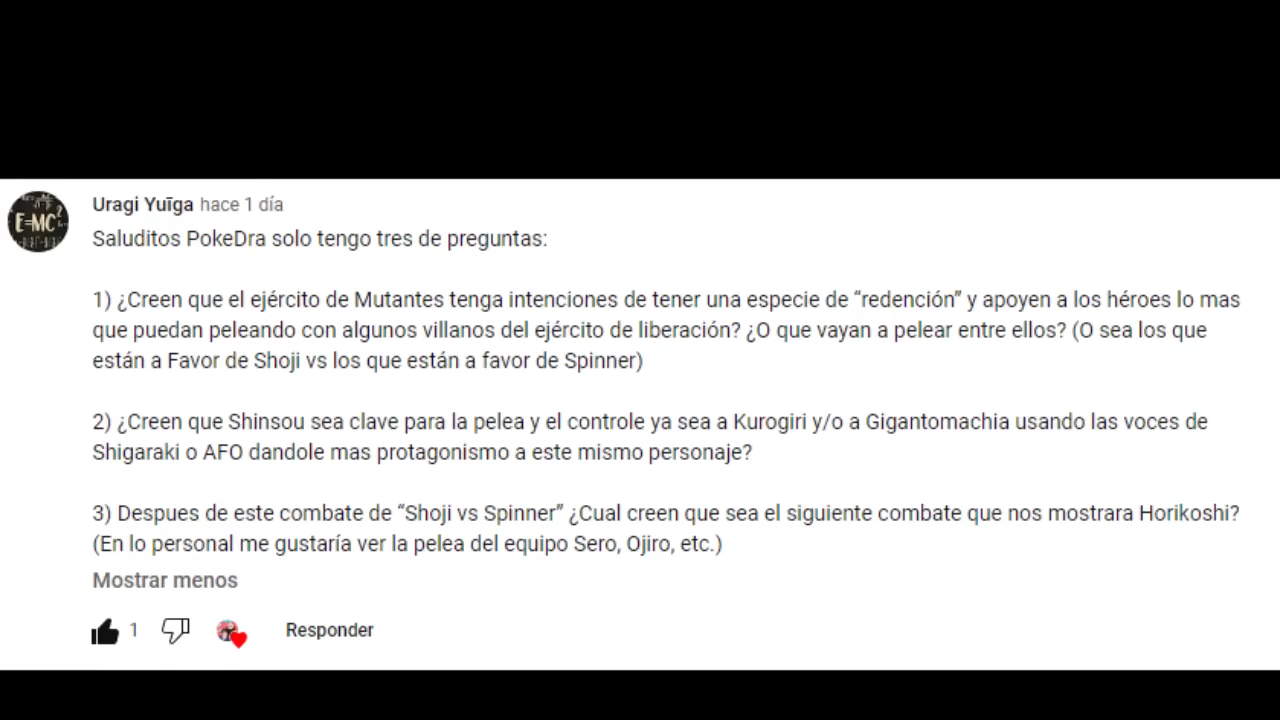 E=MC2
Uragi Yuīga hace 1 día
Saluditos PokeDra solo tengo tres de preguntas:
1) ¿Creen que el ejército de Mutantes tenga intenciones de tener una especie de “redención” y apoyen a los héroes lo mas
que puedan peleando con algunos villanos del ejército de liberación? ¿O que vayan a pelear entre ellos? (O sea los que
están a Favor de Shoji vs los que están a favor de Spinner)
2) ¿Creen que Shinsou sea clave para la pelea y el controle ya sea a Kurogiri y/o a Gigantomachia usando las voces de
Shigaraki o AFO dandole mas protagonismo a este mismo personaje?
3) Despues de este combate de “Shoji vs Spinner” ¿Cual creen que sea el siguiente combate que nos mostrara Horikoshi?
(En lo personal me gustaría ver la pelea del equipo Sero, Ojiro, etc.)
Mostrar menos
1 Responder